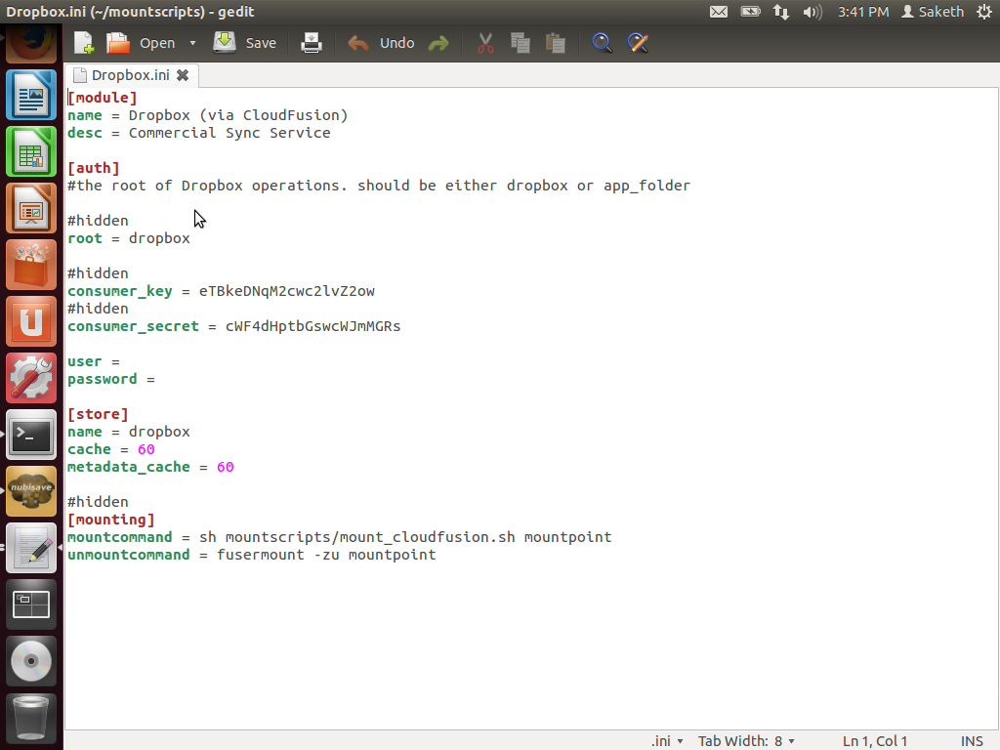 Dropbox.ini (~/mountscripts) - gedit
3:41 PM
Saketh
Open
Save
Undo
Dropbox.ini
[module]
name = Dropbox (via CloudFusion)
desc = Commercial Sync Service
[auth]
#the root of Dropbox operations. should be either dropbox or app_folder
#hidden
root = dropbox
#hidden
consumer_key = eTBkeDNqM2cwc2lvZ2ow
#hidden
consumer_secret = cWF4dHptbGswcWJmMGRs
user =
password =
[store]
name = dropbox
cache = 60
metadata_cache = 60
#hidden
[mounting]
mountcommand = sh mountscripts/mount_cloudfusion.sh mountpoint
unmountcommand = fusermount -zu mountpoint
nubisave
.ini
Tab Width: 8
Ln 1, Col 1
INS